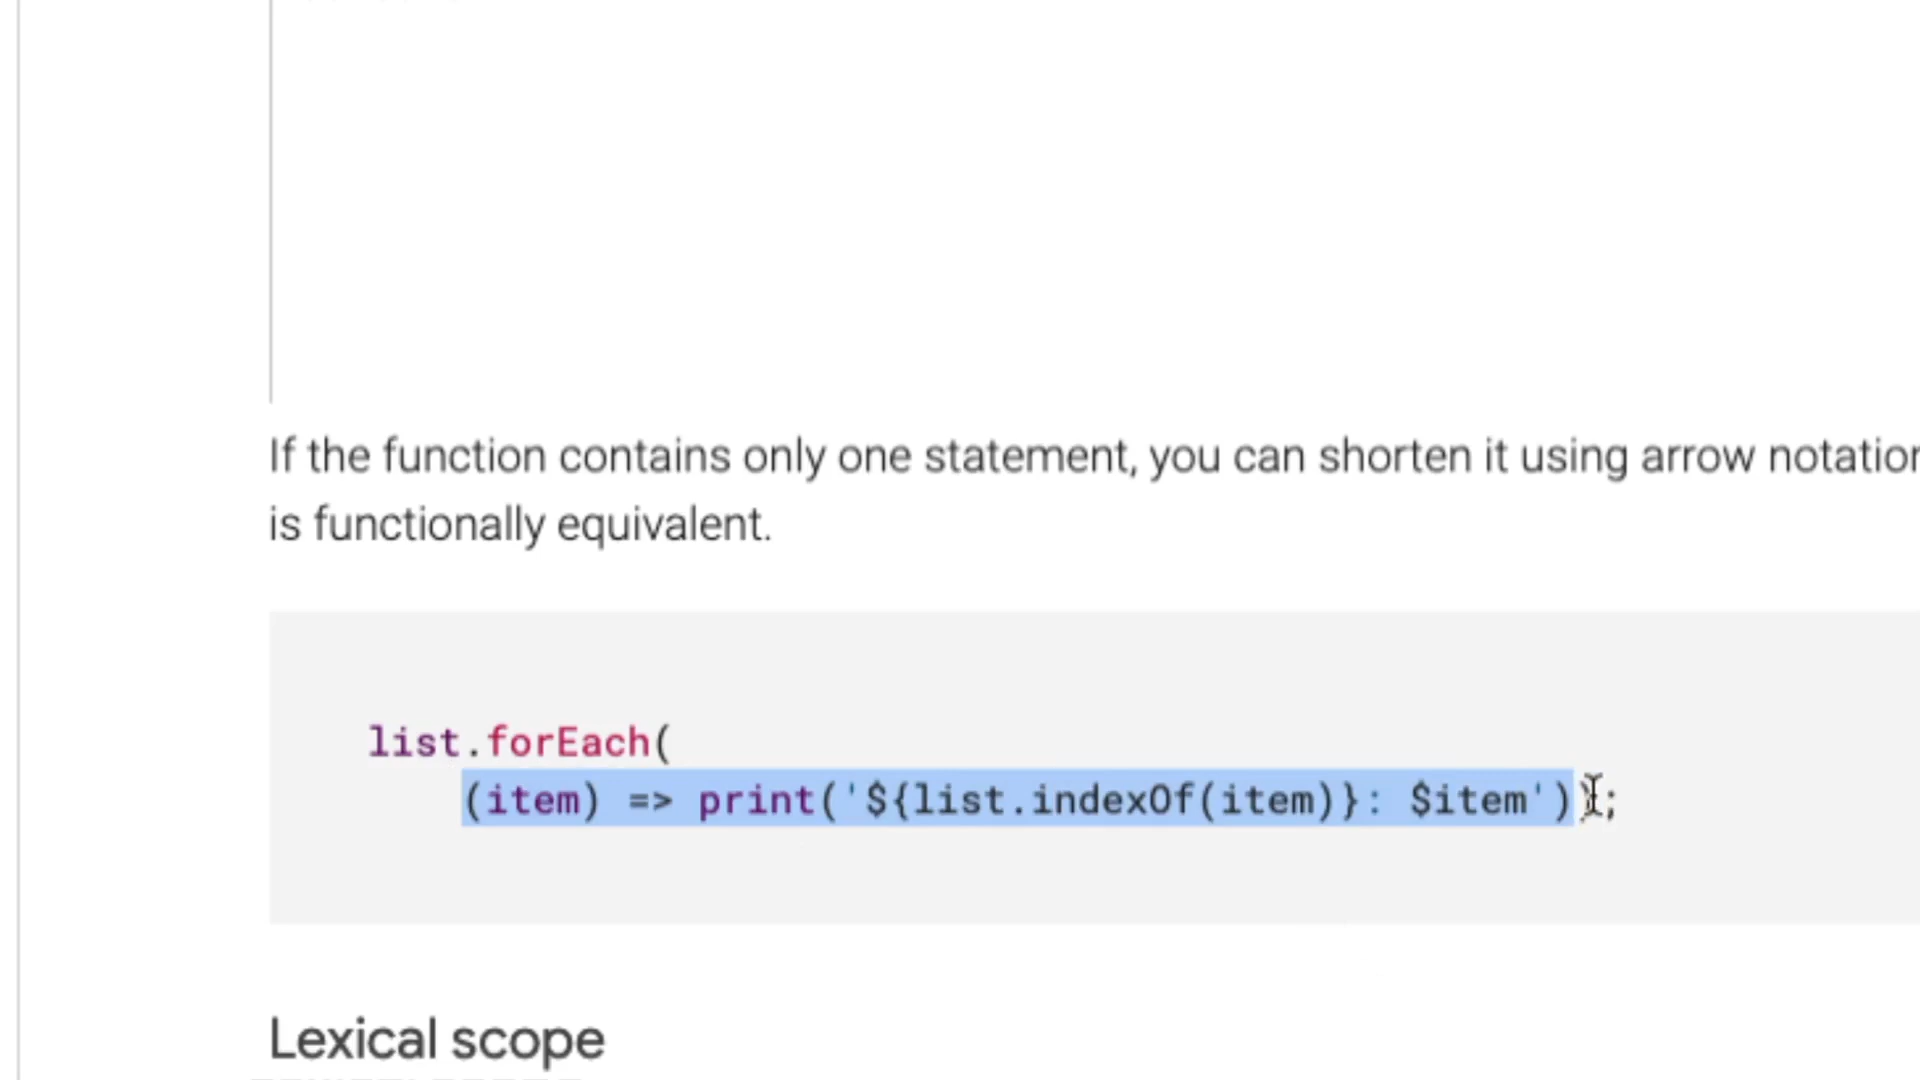 If the function contains only one statement, you can shorten it using arrow notation
is functionally equivalent.
list.forEach(
(item) => print('${list.indexOf(item)}: $item'));
Lexical scope